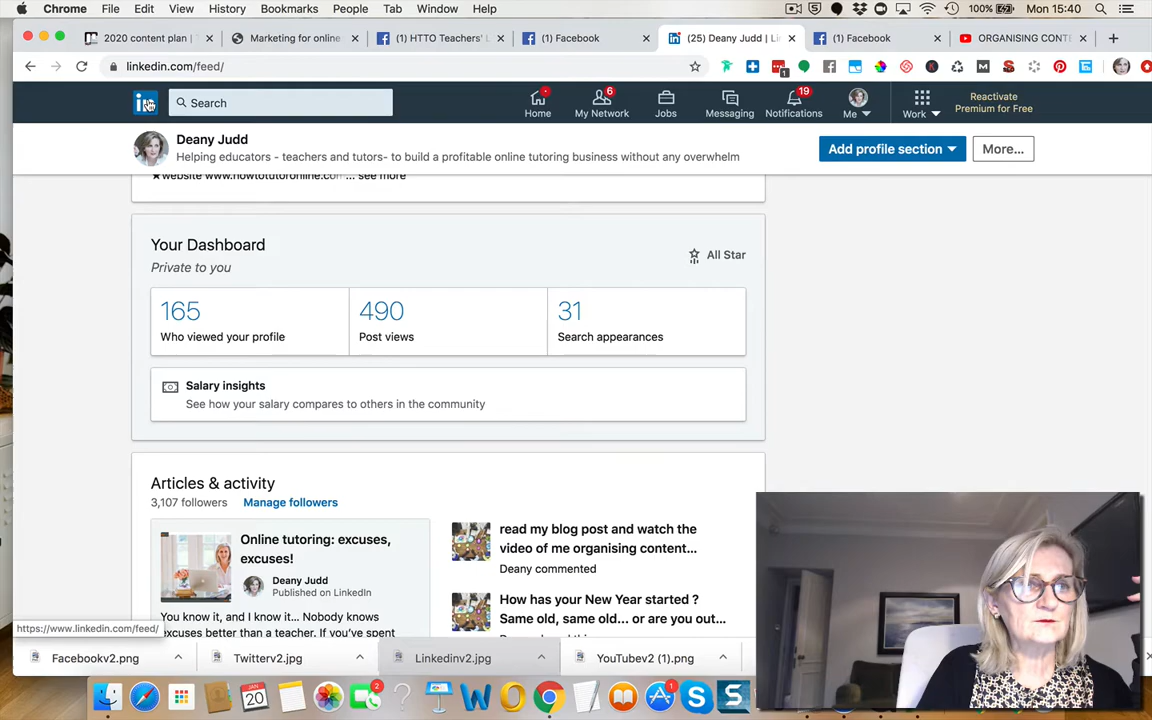 Chrome File Edit View History Bookmarks People Tab Window Help 100% Mon 15:40
2020 content plan | Marketing for online (1) HTTO Teachers' L (1) Facebook (25) Deany Judd | Li (1) Facebook ORGANISING CONT
linkedin.com/feed/
in Search Home 6 My Network Jobs Messaging 19 Notifications Me Work Reactivate
Premium for Free
Deany Judd
Helping educators - teachers and tutors- to build a profitable online tutoring business without any overwhelm
Add profile section More...
★website www.howtotutoronline.com ... see more
Your Dashboard
Private to you
All Star
165
Who viewed your profile
490
Post views
31
Search appearances
Salary insights
See how your salary compares to others in the community
Articles & activity
3,107 followers Manage followers
Online tutoring: excuses,
excuses!
Deany Judd
Published on LinkedIn
You know it, and I know it... Nobody knows
excuses better than a teacher. If you've spent
read my blog post and watch the
video of me organising content...
Deany commented
How has your New Year started ?
Same old, same old... or are you out...
https://www.linkedin.com/feed/
Facebookv2.png Twitterv2.jpg Linkedinv2.jpg YouTubev2 (1).png
JAN 20 2
1